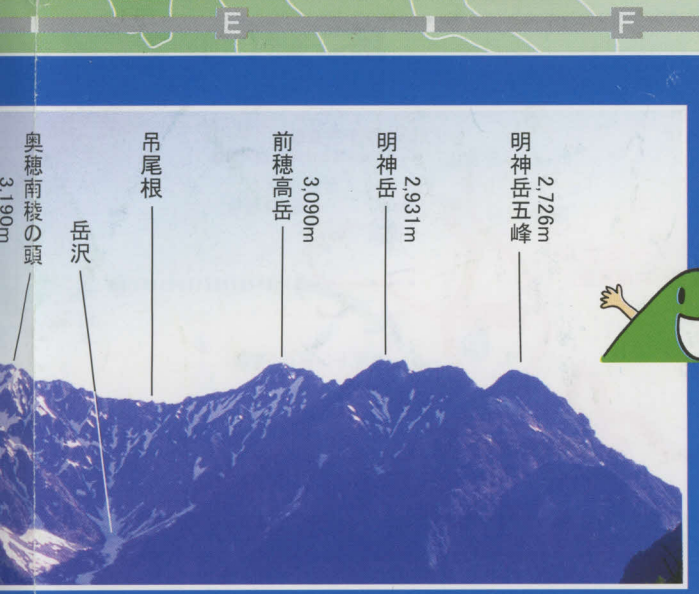 E
F
奥穂南稜の頭
3,190m
岳沢
吊尾根
前穂高岳
3,090m
明神岳
2,931m
明神岳五峰
2,726m